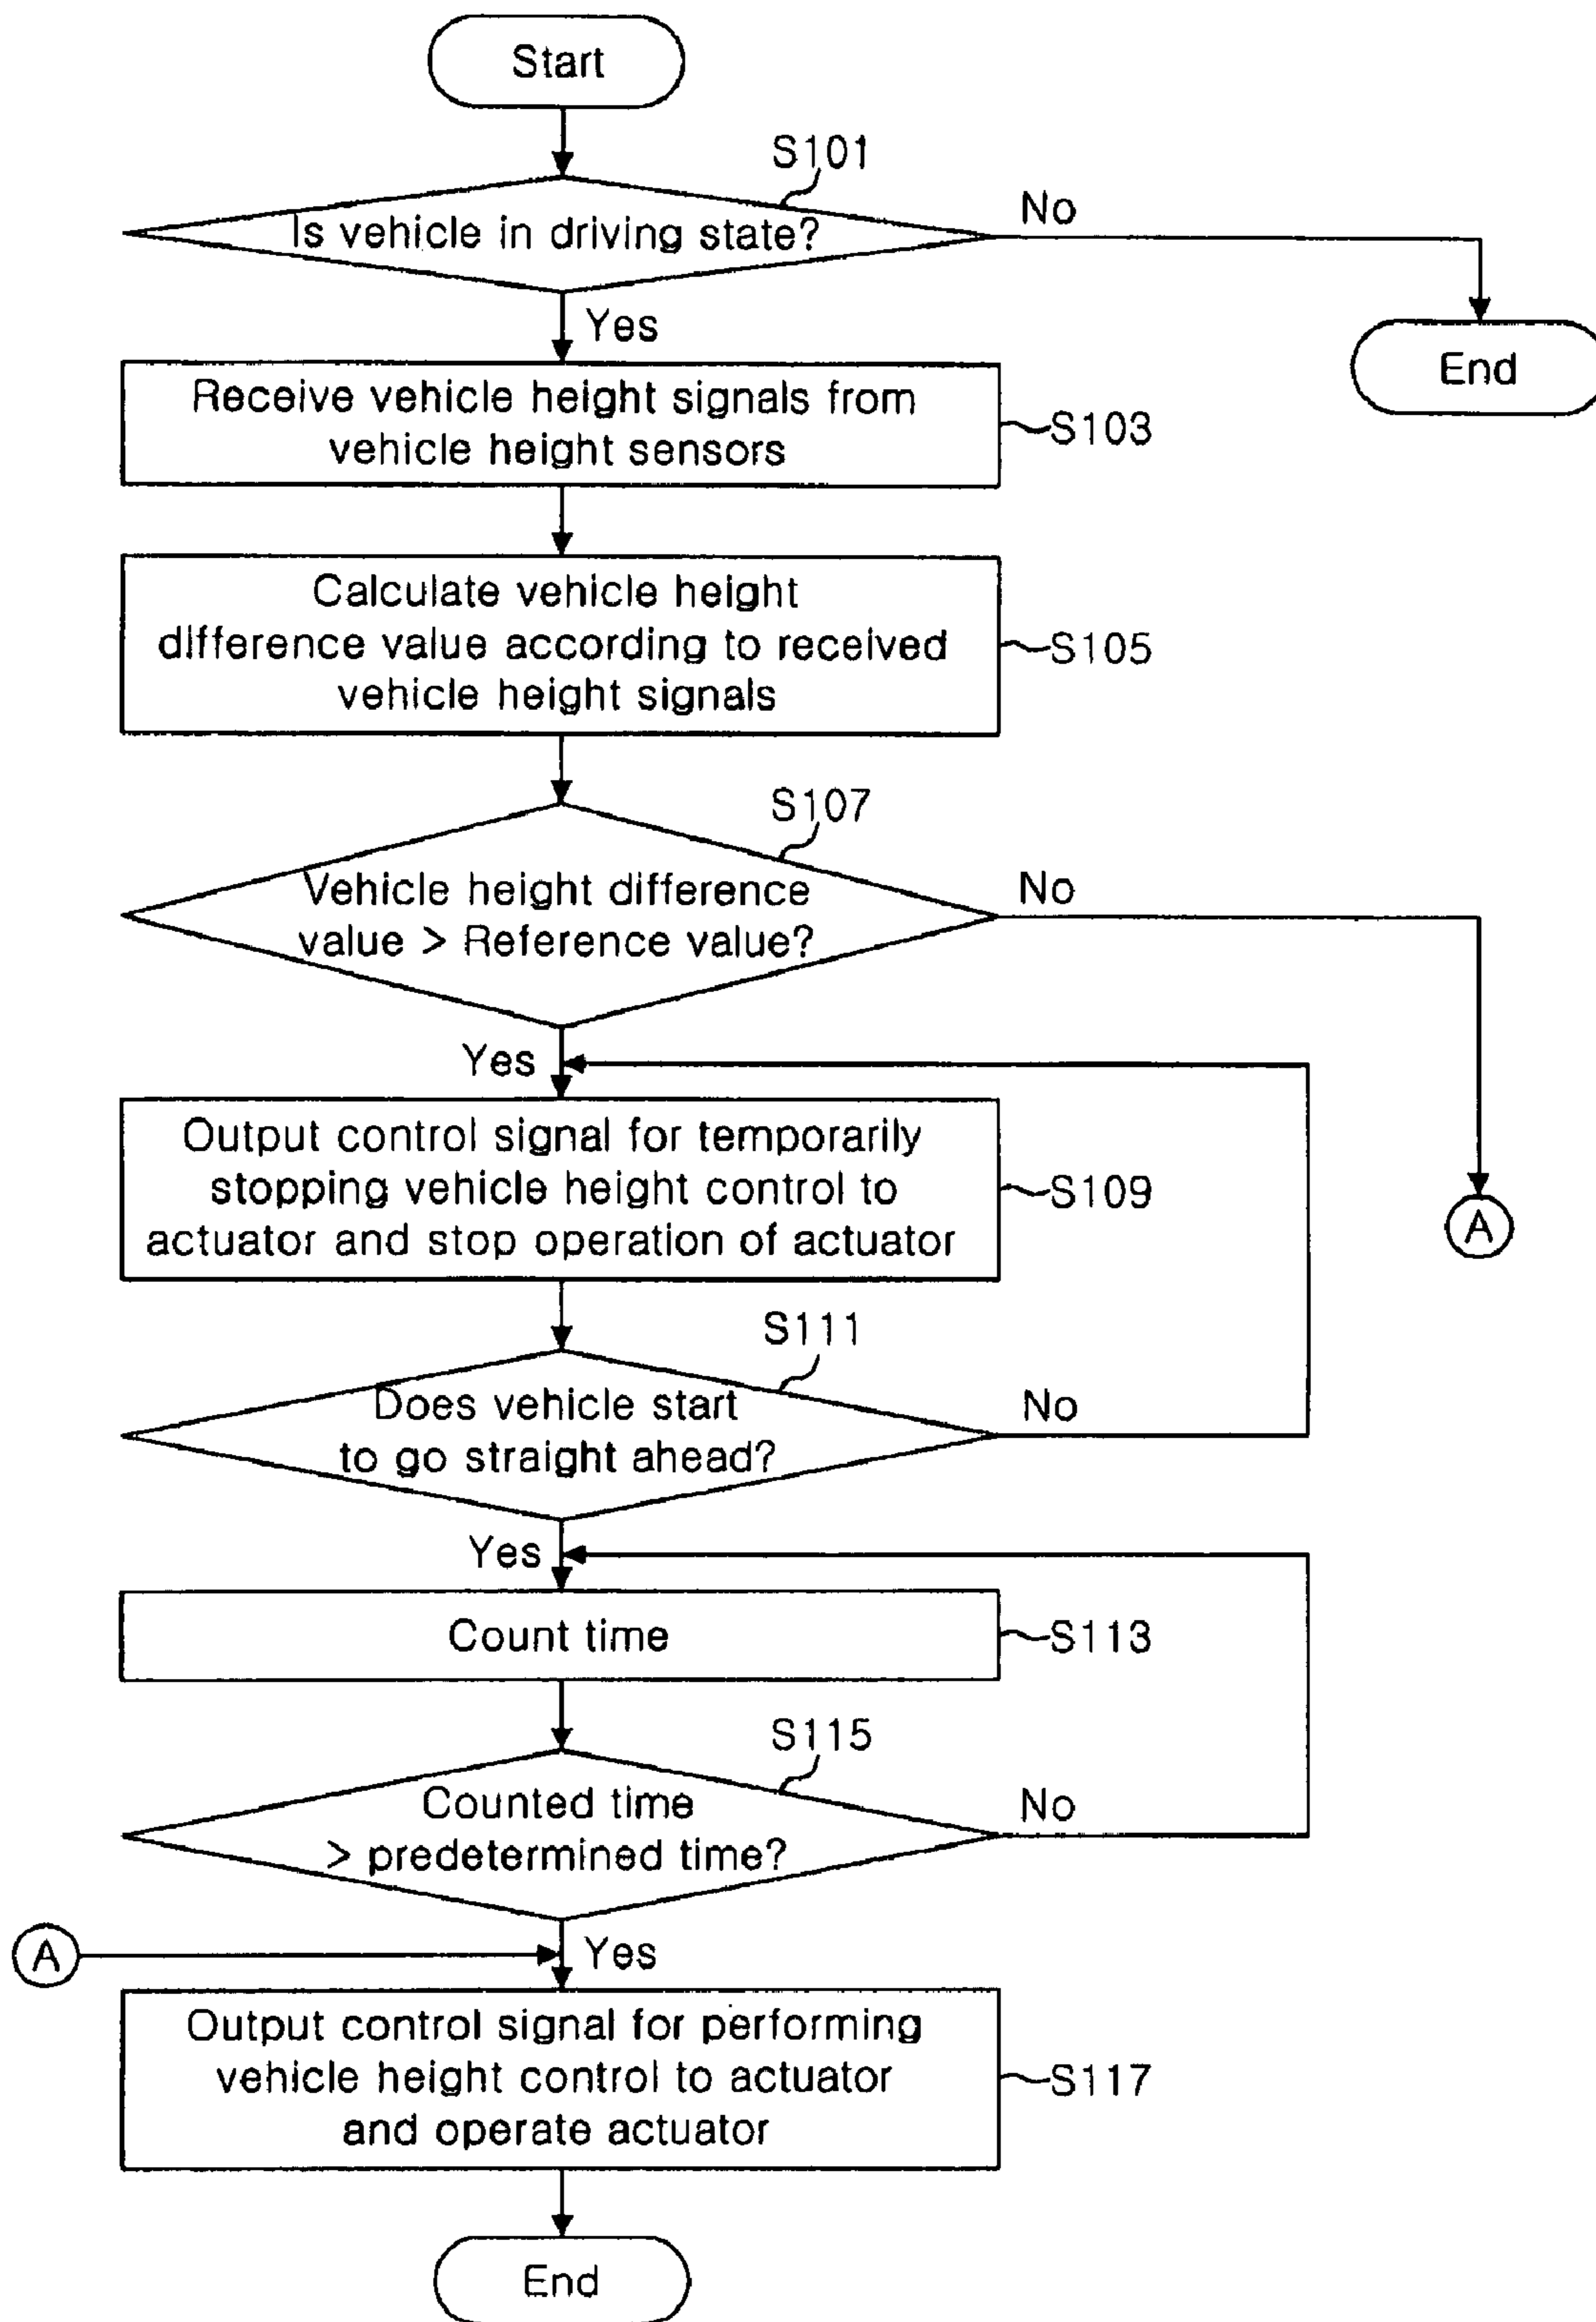 Start
S101
Is vehicle in driving state?
No
Yes
End
Receive vehicle height signals from
vehicle height sensors
S103
Calculate vehicle height
difference value according to received
vehicle height signals
S105
S107
Vehicle height difference
value > Reference value?
No
Yes
Output control signal for temporarily
stopping vehicle height control to
actuator and stop operation of actuator
S109
A
S111
Does vehicle start
to go straight ahead?
No
Yes
Count time
S113
S115
Counted time
> predetermined time?
No
A
Yes
Output control signal for performing
vehicle height control to actuator
and operate actuator
S117
End